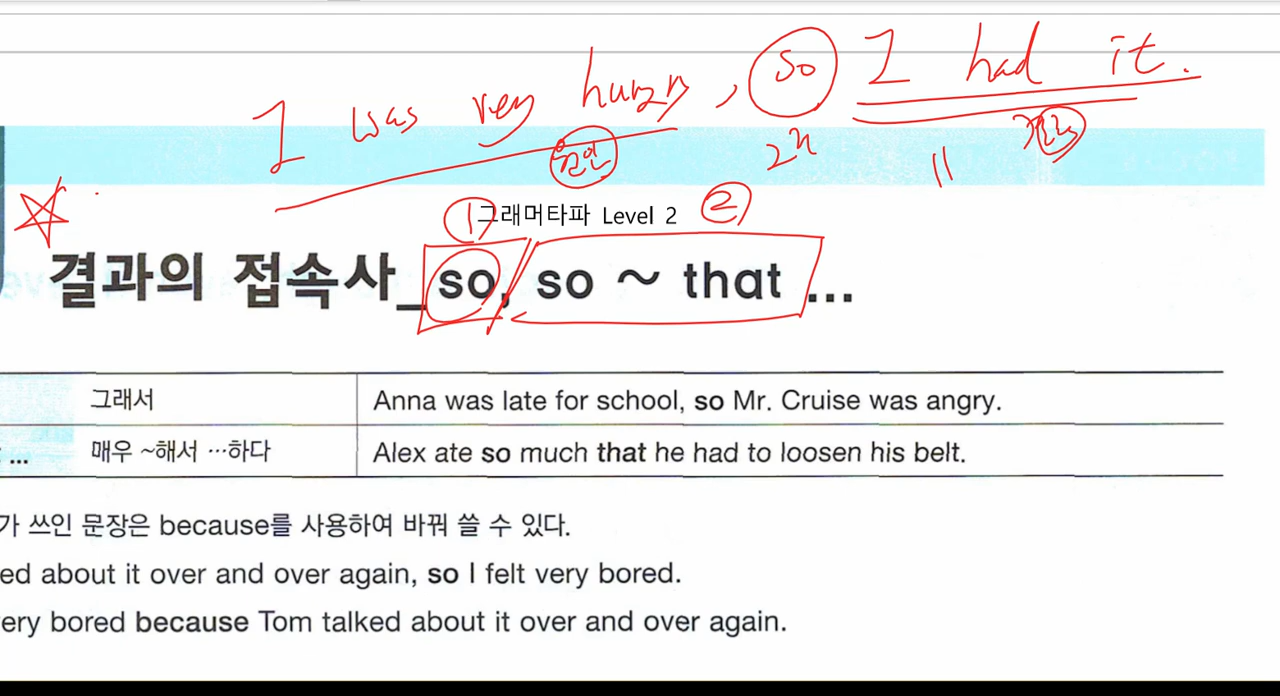 I was very hungry, so I had it.
원인
결과
① ②
그래머타파 Level 2
결과의 접속사_so, so ~ that ...
그래서 Anna was late for school, so Mr. Cruise was angry.
... 매우 ~해서 …하다 Alex ate so much that he had to loosen his belt.
가 쓰인 문장은 because를 사용하여 바꿔 쓸 수 있다.
ed about it over and over again, so I felt very bored.
ery bored because Tom talked about it over and over again.